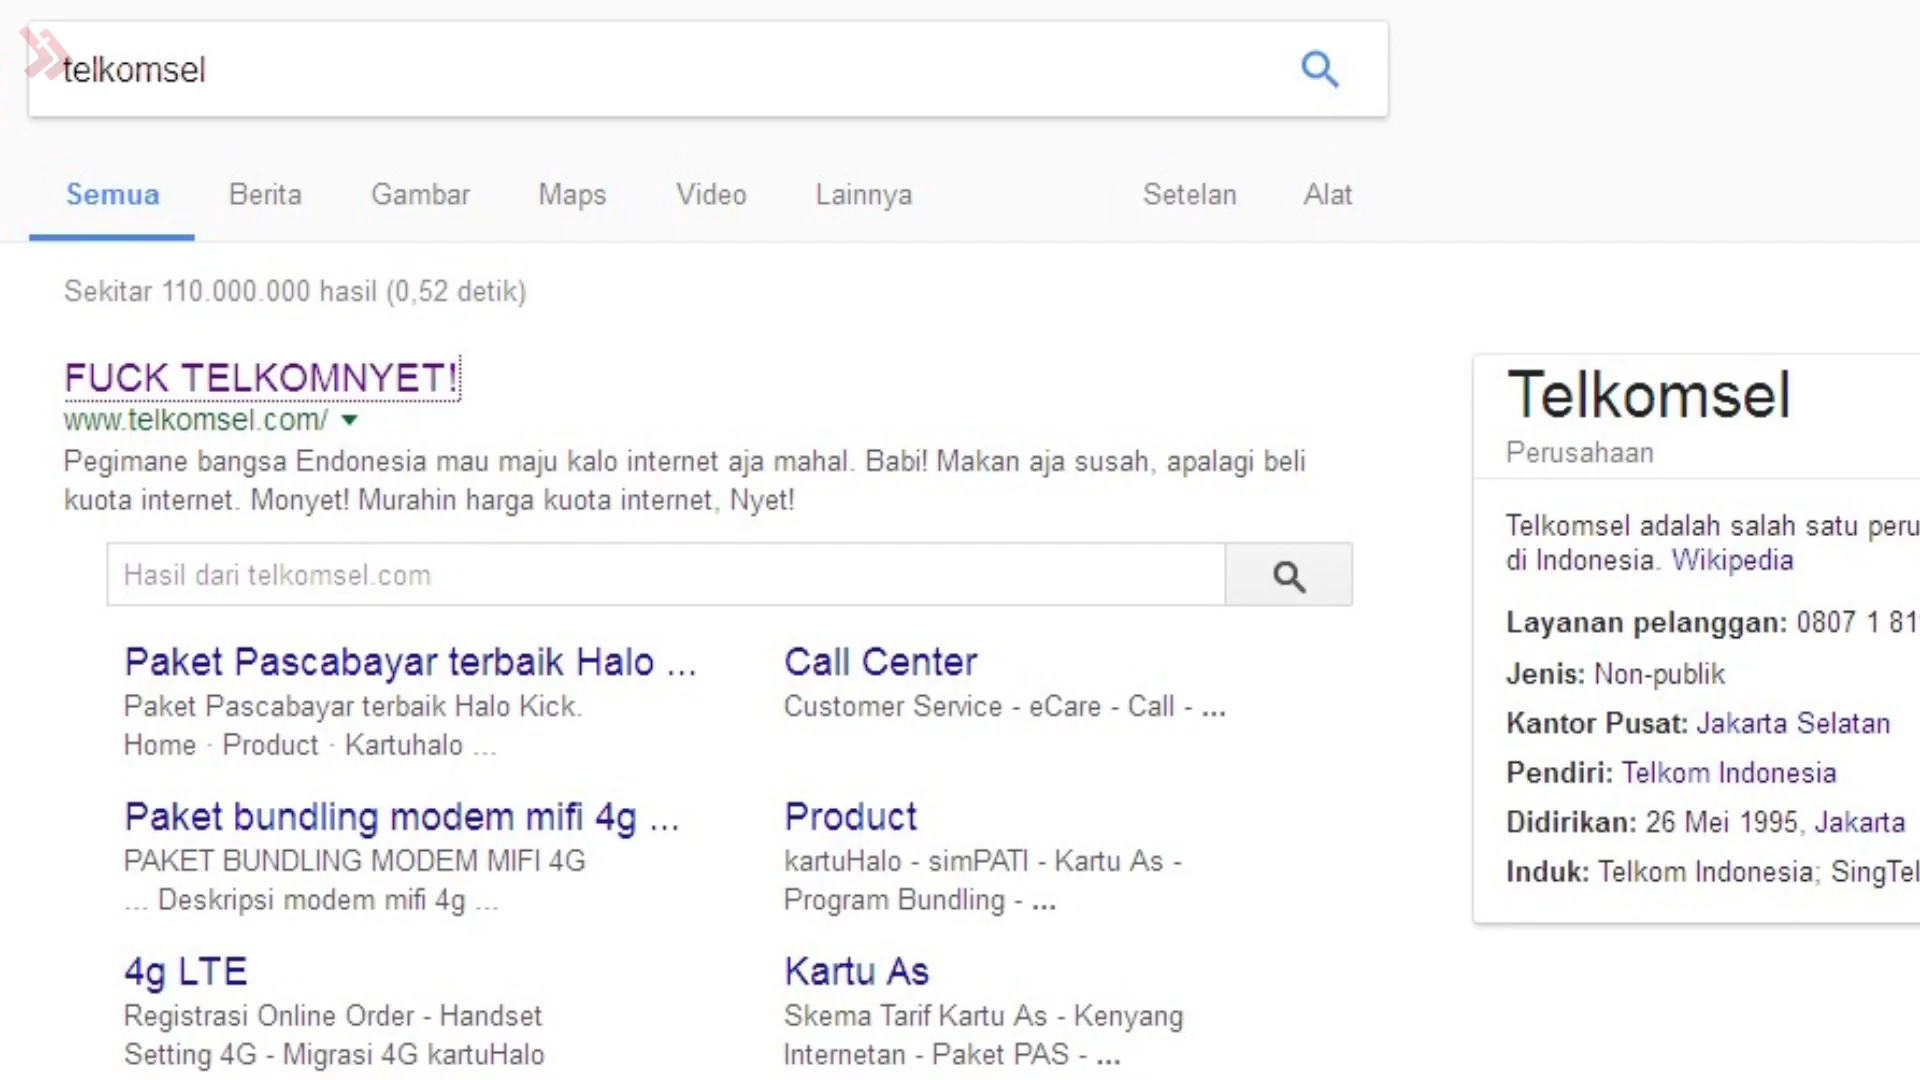 telkomsel
Semua Berita Gambar Maps Video Lainnya Setelan Alat
Sekitar 110.000.000 hasil (0,52 detik)
FUCK TELKOMNYET!
www.telkomsel.com/
Pegimane bangsa Endonesia mau maju kalo internet aja mahal. Babi! Makan aja susah, apalagi beli
kuota internet. Monyet! Murahin harga kuota internet, Nyet!
Hasil dari telkomsel.com
Paket Pascabayar terbaik Halo ...
Paket Pascabayar terbaik Halo Kick.
Home · Product · Kartuhalo ...
Call Center
Customer Service - eCare - Call - ...
Paket bundling modem mifi 4g ...
PAKET BUNDLING MODEM MIFI 4G
... Deskripsi modem mifi 4g ...
Product
kartuHalo - simPATI - Kartu As -
Program Bundling - ...
4g LTE
Registrasi Online Order - Handset
Setting 4G - Migrasi 4G kartuHalo
Kartu As
Skema Tarif Kartu As - Kenyang
Internetan - Paket PAS - ...
Telkomsel
Perusahaan
Telkomsel adalah salah satu peru
di Indonesia. Wikipedia
Layanan pelanggan: 0807 1 81
Jenis: Non-publik
Kantor Pusat: Jakarta Selatan
Pendiri: Telkom Indonesia
Didirikan: 26 Mei 1995, Jakarta
Induk: Telkom Indonesia; SingTel